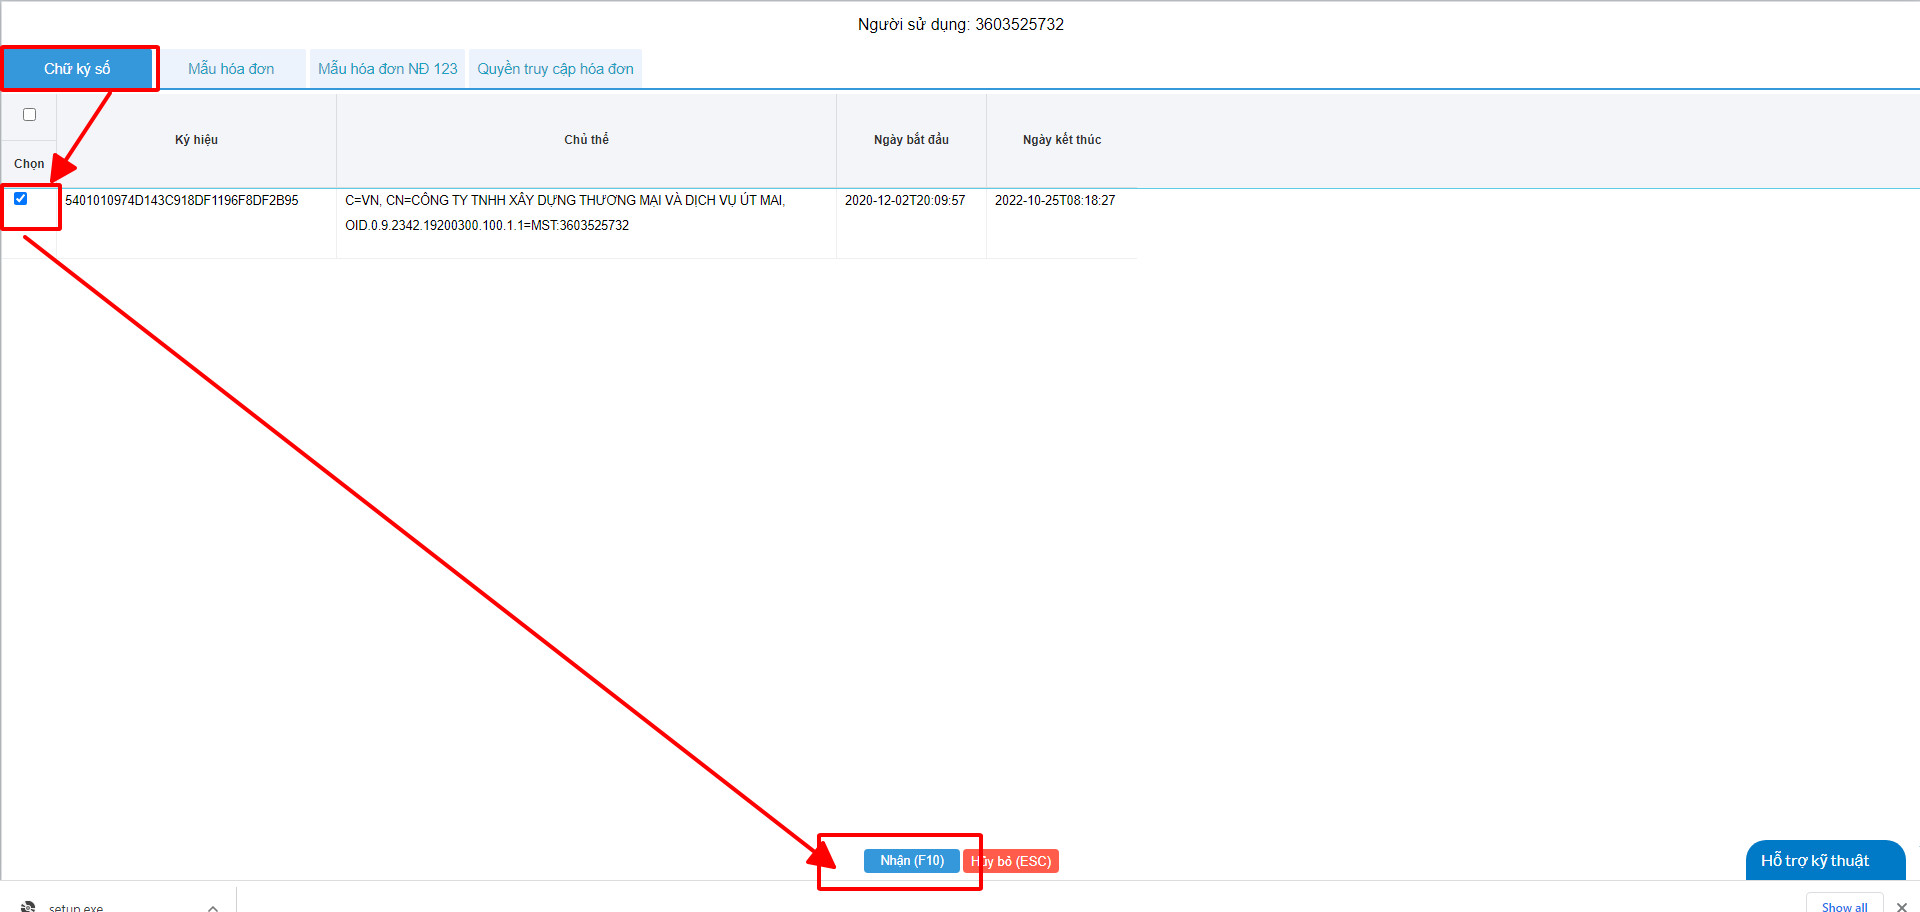 Người sử dụng: 3603525732
Chữ ký số
Mẫu hóa đơn
Mẫu hóa đơn NĐ 123
Quyền truy cập hóa đơn
Chọn
Ký hiệu
Chủ thể
Ngày bắt đầu
Ngày kết thúc
5401010974D143C918DF1196F8DF2B95
C=VN, CN=CÔNG TY TNHH XÂY DỰNG THƯƠNG MẠI VÀ DỊCH VỤ ÚT MAI,
OID.0.9.2342.19200300.100.1.1=MST:3603525732
2020-12-02T20:09:57
2022-10-25T08:18:27
Nhận (F10)
Hủy bỏ (ESC)
Hỗ trợ kỹ thuật
setup.exe
Show all